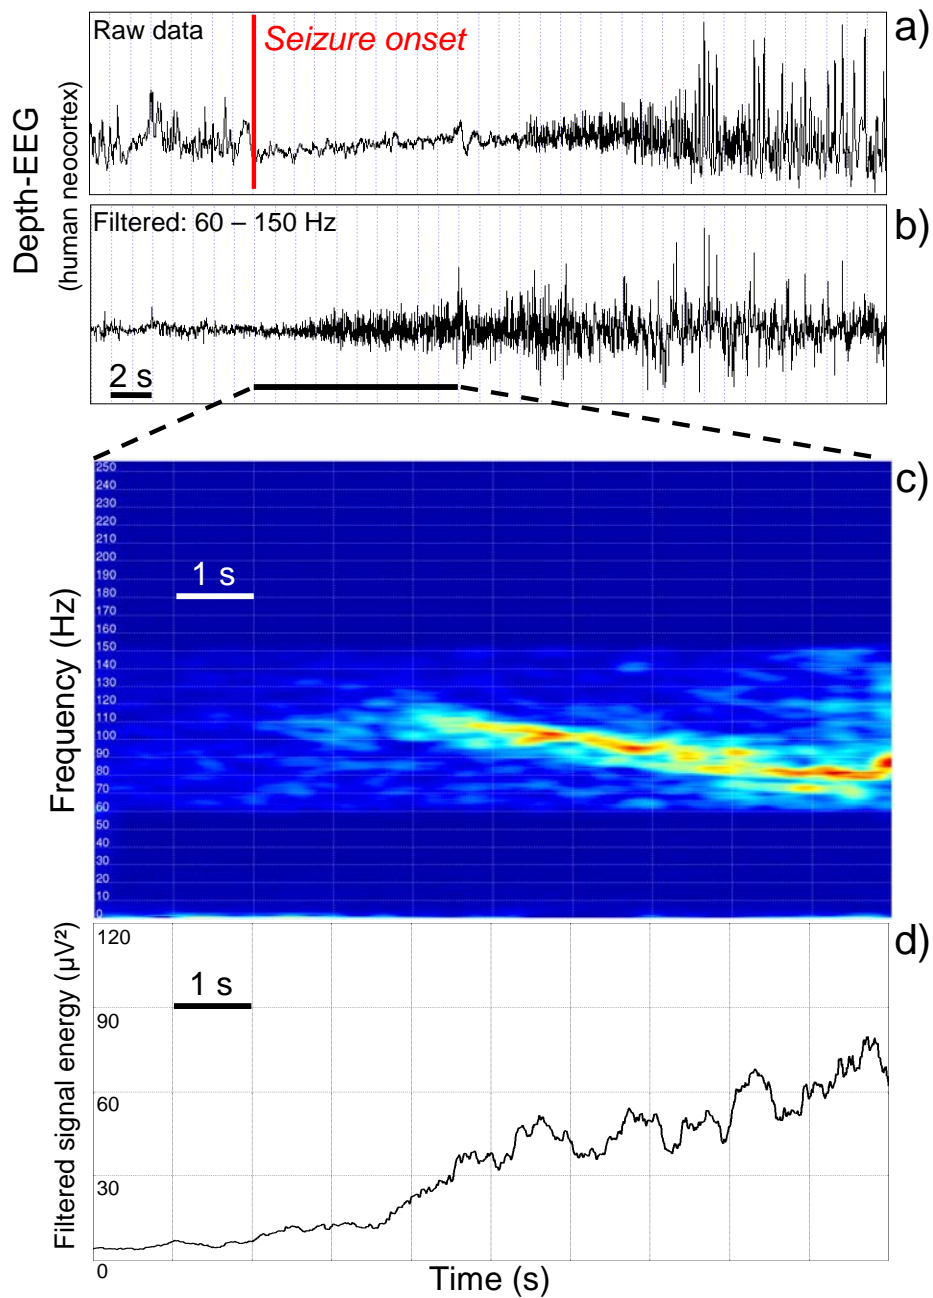 Raw data
Seizure onset
a)
Depth-EEG
(human neocortex)
Filtered: 60 – 150 Hz
b)
2 s
c)
250
240
230
220
210
200
190
180
170
160
150
140
130
120
110
100
90
80
70
60
50
40
30
20
10
0
1 s
Frequency (Hz)
d)
120
90
60
30
0
1 s
Filtered signal energy (µV²)
Time (s)